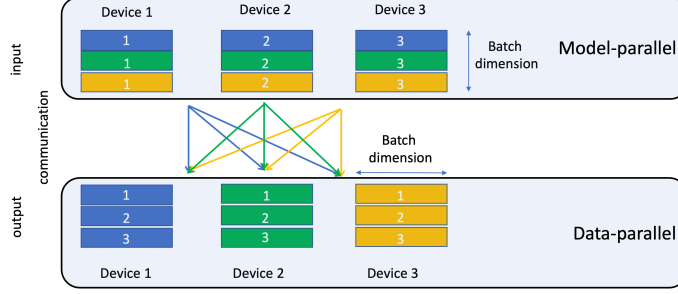 Device 1
Device 2
Device 3
input
1
2
3
1
2
3
1
2
3
Batch
dimension
Model-parallel
communication
Batch
dimension
output
1
1
1
2
2
2
3
3
3
Data-parallel
Device 1
Device 2
Device 3